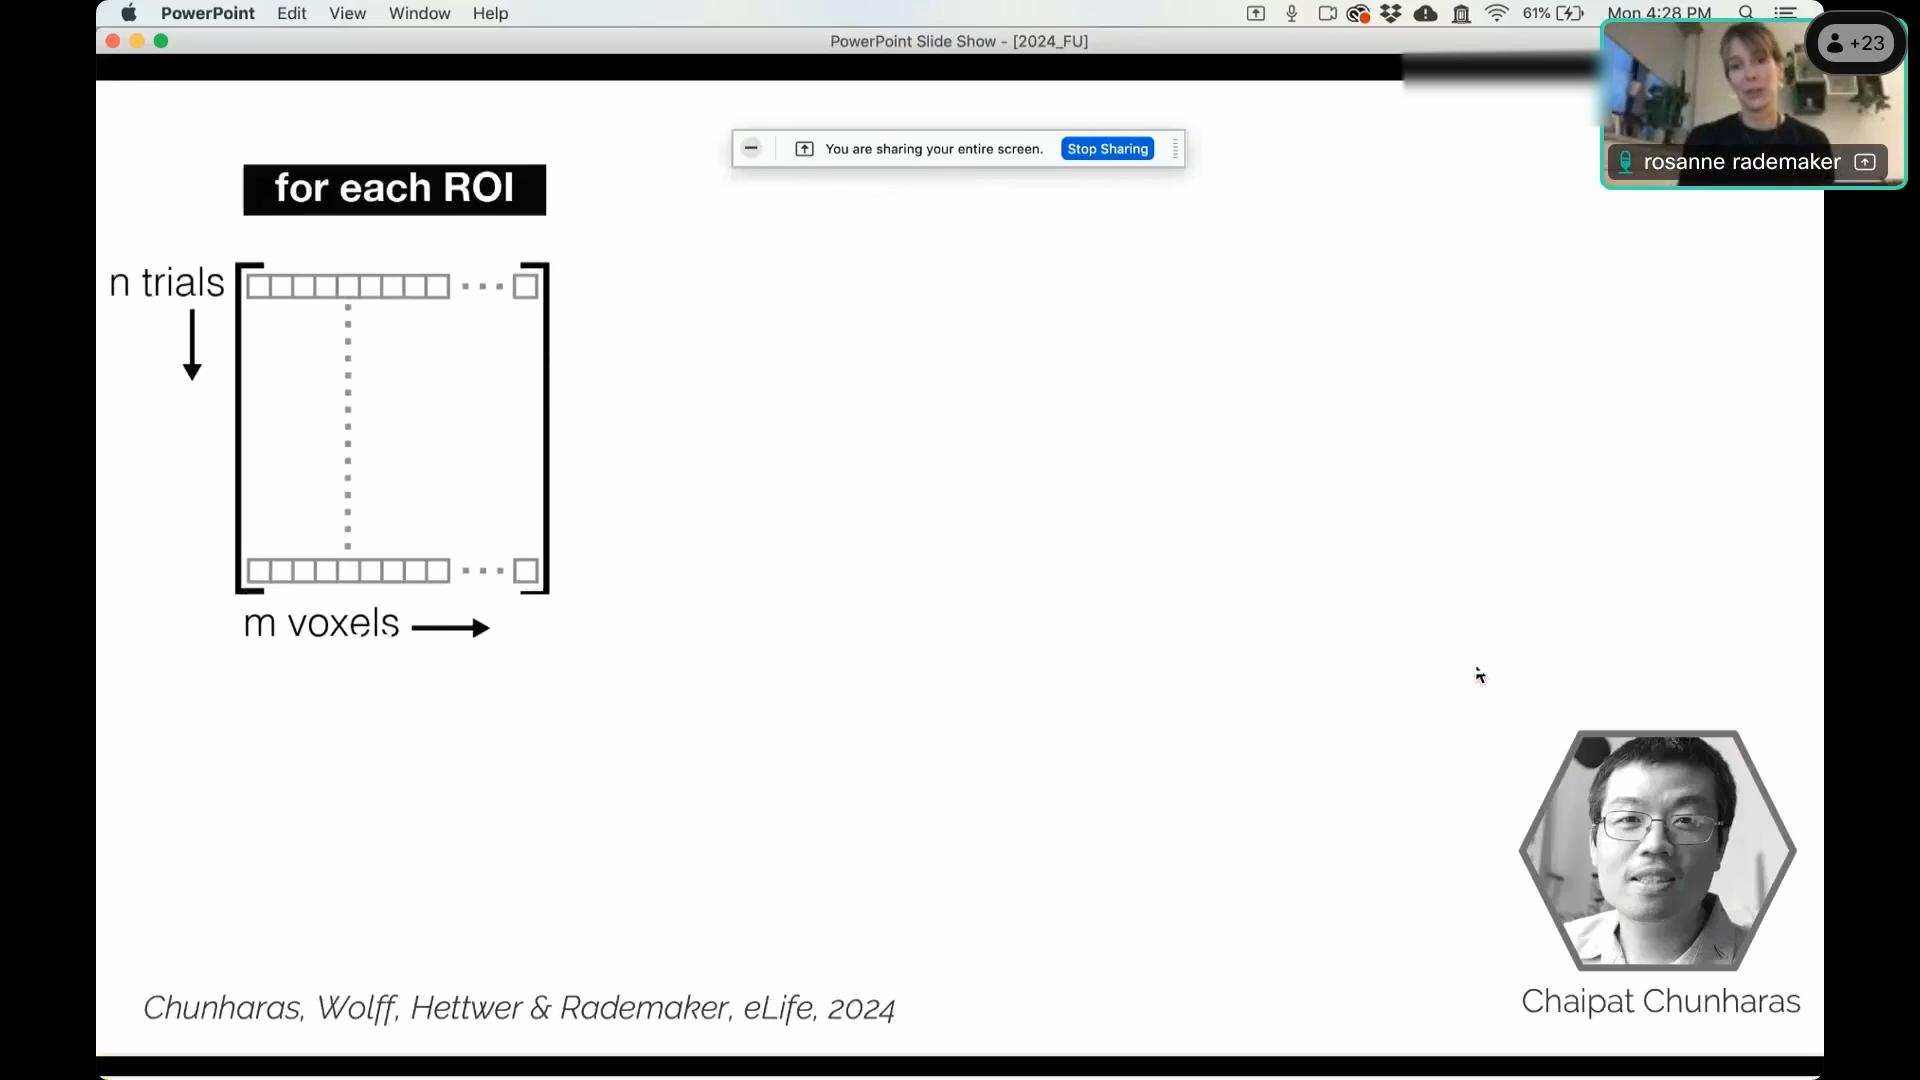 PowerPoint Edit View Window Help 61% Mon 4:28 PM
PowerPoint Slide Show - [2024_FU]
+23
You are sharing your entire screen. Stop Sharing
rosanne rademaker
for each ROI
n trials
m voxels
Chaipat Chunharas
Chunharas, Wolff, Hettwer & Rademaker, eLife, 2024